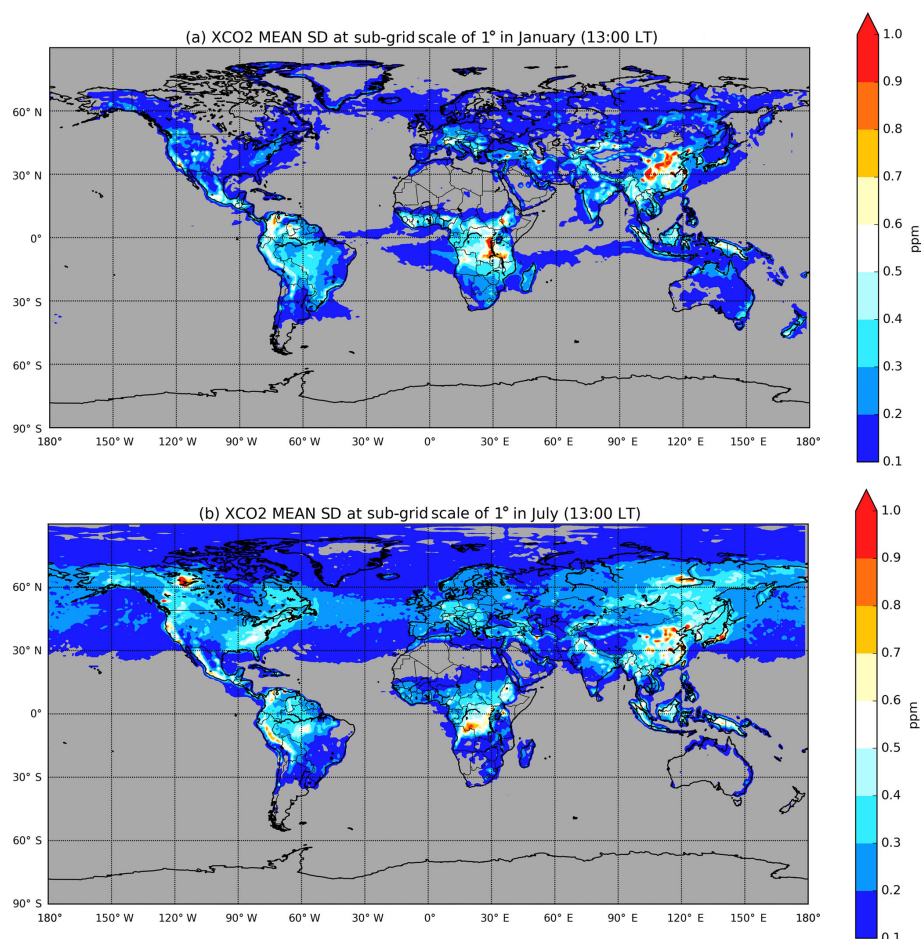 (a) XCO2 MEAN SD at sub-grid scale of 1° in January (13:00 LT)
1.0
0.9
0.8
0.7
0.6
0.5
0.4
0.3
0.2
0.1
ppm
60° N
30° N
0°
30° S
60° S
90° S
180° 150° W 120° W 90° W 60° W 30° W 0° 30° E 60° E 90° E 120° E 150° E 180°
(b) XCO2 MEAN SD at sub-grid scale of 1° in July (13:00 LT)
1.0
0.9
0.8
0.7
0.6
0.5
0.4
0.3
0.2
0.1
ppm
60° N
30° N
0°
30° S
60° S
90° S
180° 150° W 120° W 90° W 60° W 30° W 0° 30° E 60° E 90° E 120° E 150° E 180°